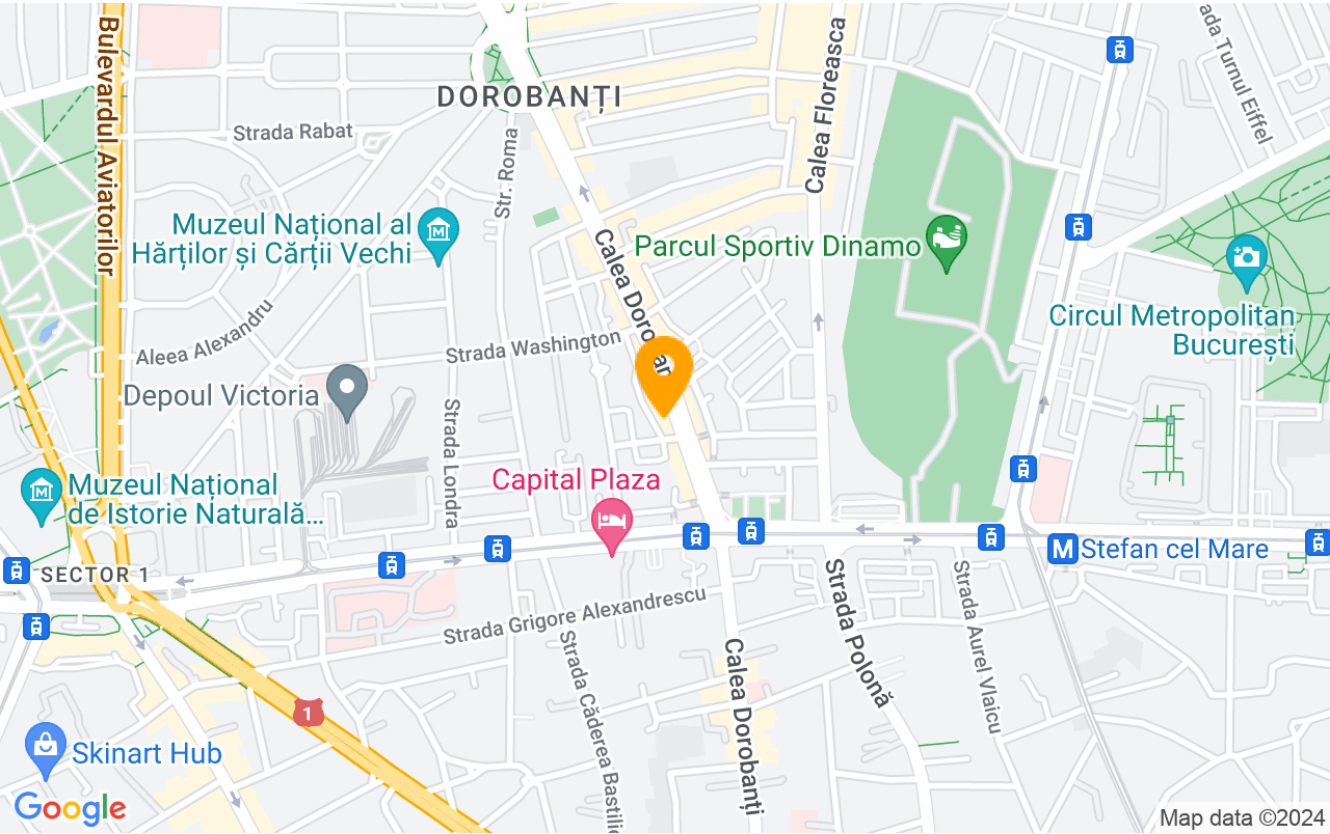 Bulevardul Aviatorilor
DOROBANȚI
Calea Floreasca
Strada Rabat
Str. Roma
Muzeul Național al
Hărților și Cărții Vechi
Calea Doro
Parcul Sportiv Dinamo
Circul Metropolitan
București
Aleea Alexandru
Strada Washington
Depoul Victoria
Strada Londra
Capital Plaza
Muzeul Național
de Istorie Naturală...
M
Stefan cel Mare
SECTOR 1
Strada Grigore Alexandrescu
Strada Polonă
Strada Aurel Vlaicu
Strada Căderea Bastiliei
Calea Dorobanți
1
Skinart Hub
Google
Map data ©2024
Turnul Eiffel